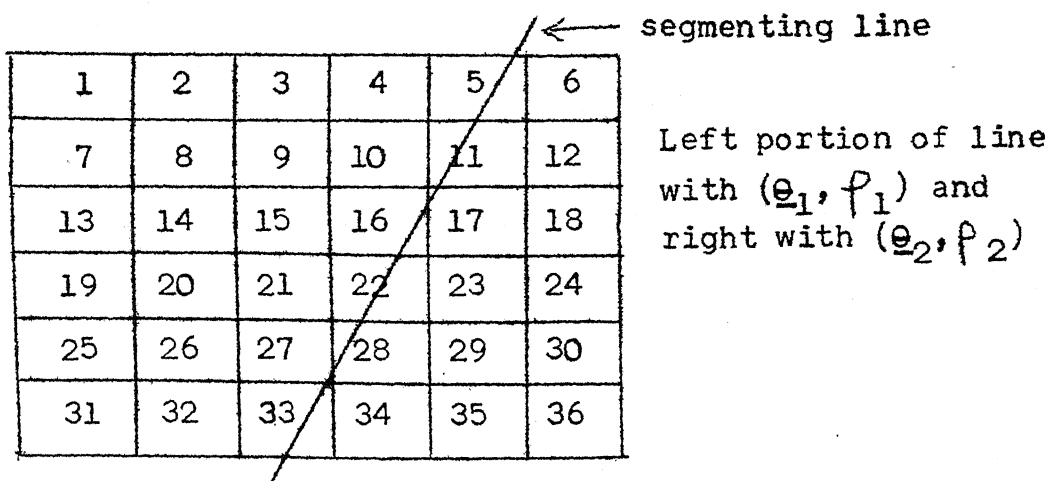 segmenting line
1 2 3 4 5 6
7 8 9 10 11 12
13 14 15 16 17 18
19 20 21 22 23 24
25 26 27 28 29 30
31 32 33 34 35 36
Left portion of line
with (θ₁, ρ₁) and
right with (θ₂, ρ₂)